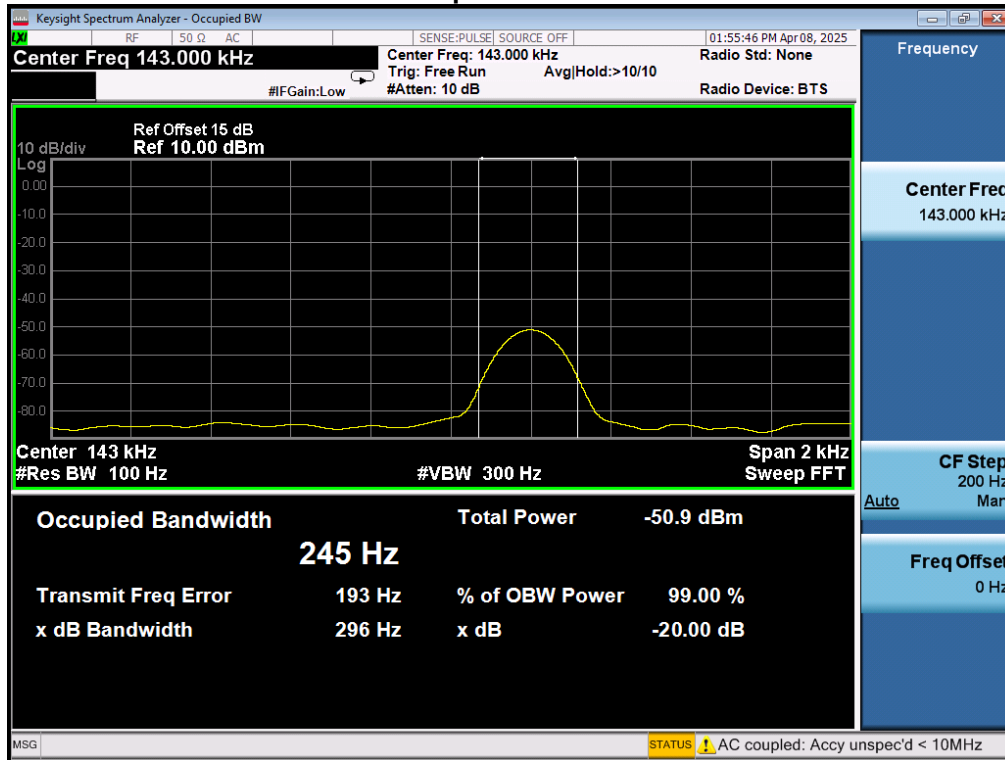 Keysight Spectrum Analyzer - Occupied BW
LXI RF 50 Ω AC SENSE:PULSE SOURCE OFF 01:55:46 PM Apr 08, 2025
Center Freq 143.000 kHz
Center Freq: 143.000 kHz
Radio Std: None
Trig: Free Run Avg|Hold:>10/10
#IFGain:Low
#Atten: 10 dB
Radio Device: BTS
Frequency
Ref Offset 15 dB
10 dB/div Ref 10.00 dBm
Log
0.00
-10.0
-20.0
-30.0
-40.0
-50.0
-60.0
-70.0
-80.0
Center 143 kHz
Span 2 kHz
#Res BW 100 Hz
#VBW 300 Hz
Sweep FFT
Occupied Bandwidth
Total Power -50.9 dBm
245 Hz
Transmit Freq Error 193 Hz
% of OBW Power 99.00 %
x dB Bandwidth 296 Hz
x dB -20.00 dB
Center Freq
143.000 kHz
CF Step
200 Hz
Auto Man
Freq Offset
0 Hz
MSG
STATUS
AC coupled: Accy unspec'd < 10MHz